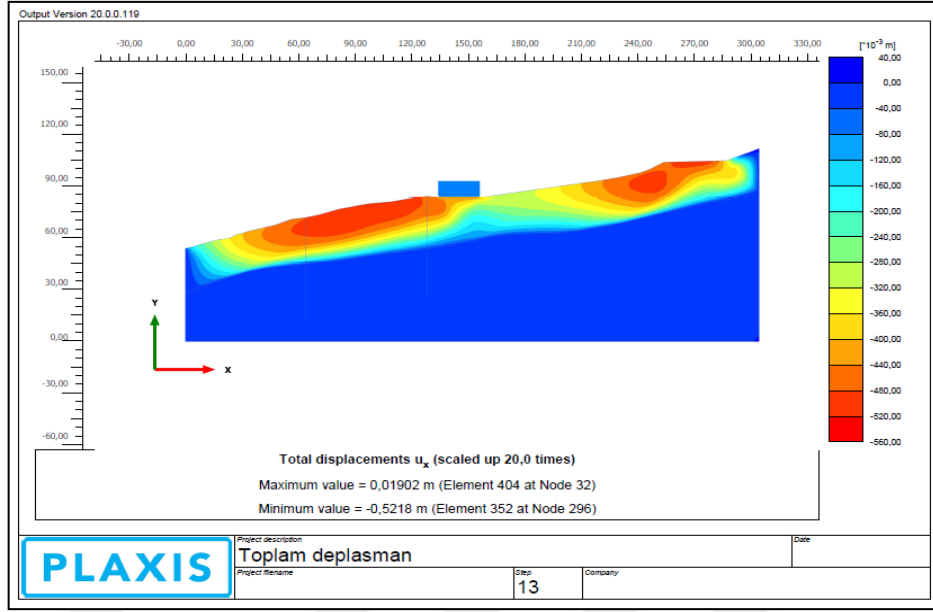 Output Version 20.0.0.119
-30,00 0,00 30,00 60,00 90,00 120,00 150,00 180,00 210,00 240,00 270,00 300,00 330,00
[*10⁻³ m]
150,00
120,00
90,00
60,00
30,00
0,00
-30,00
-60,00
Y
X
40,00
0,00
-40,00
-80,00
-120,00
-160,00
-200,00
-240,00
-280,00
-320,00
-360,00
-400,00
-440,00
-480,00
-520,00
-560,00
Total displacements uₓ (scaled up 20,0 times)
Maximum value = 0,01902 m (Element 404 at Node 32)
Minimum value = -0,5218 m (Element 352 at Node 296)
PLAXIS
Project description
Toplam deplasman
Date
Project filename
Step
13
Company